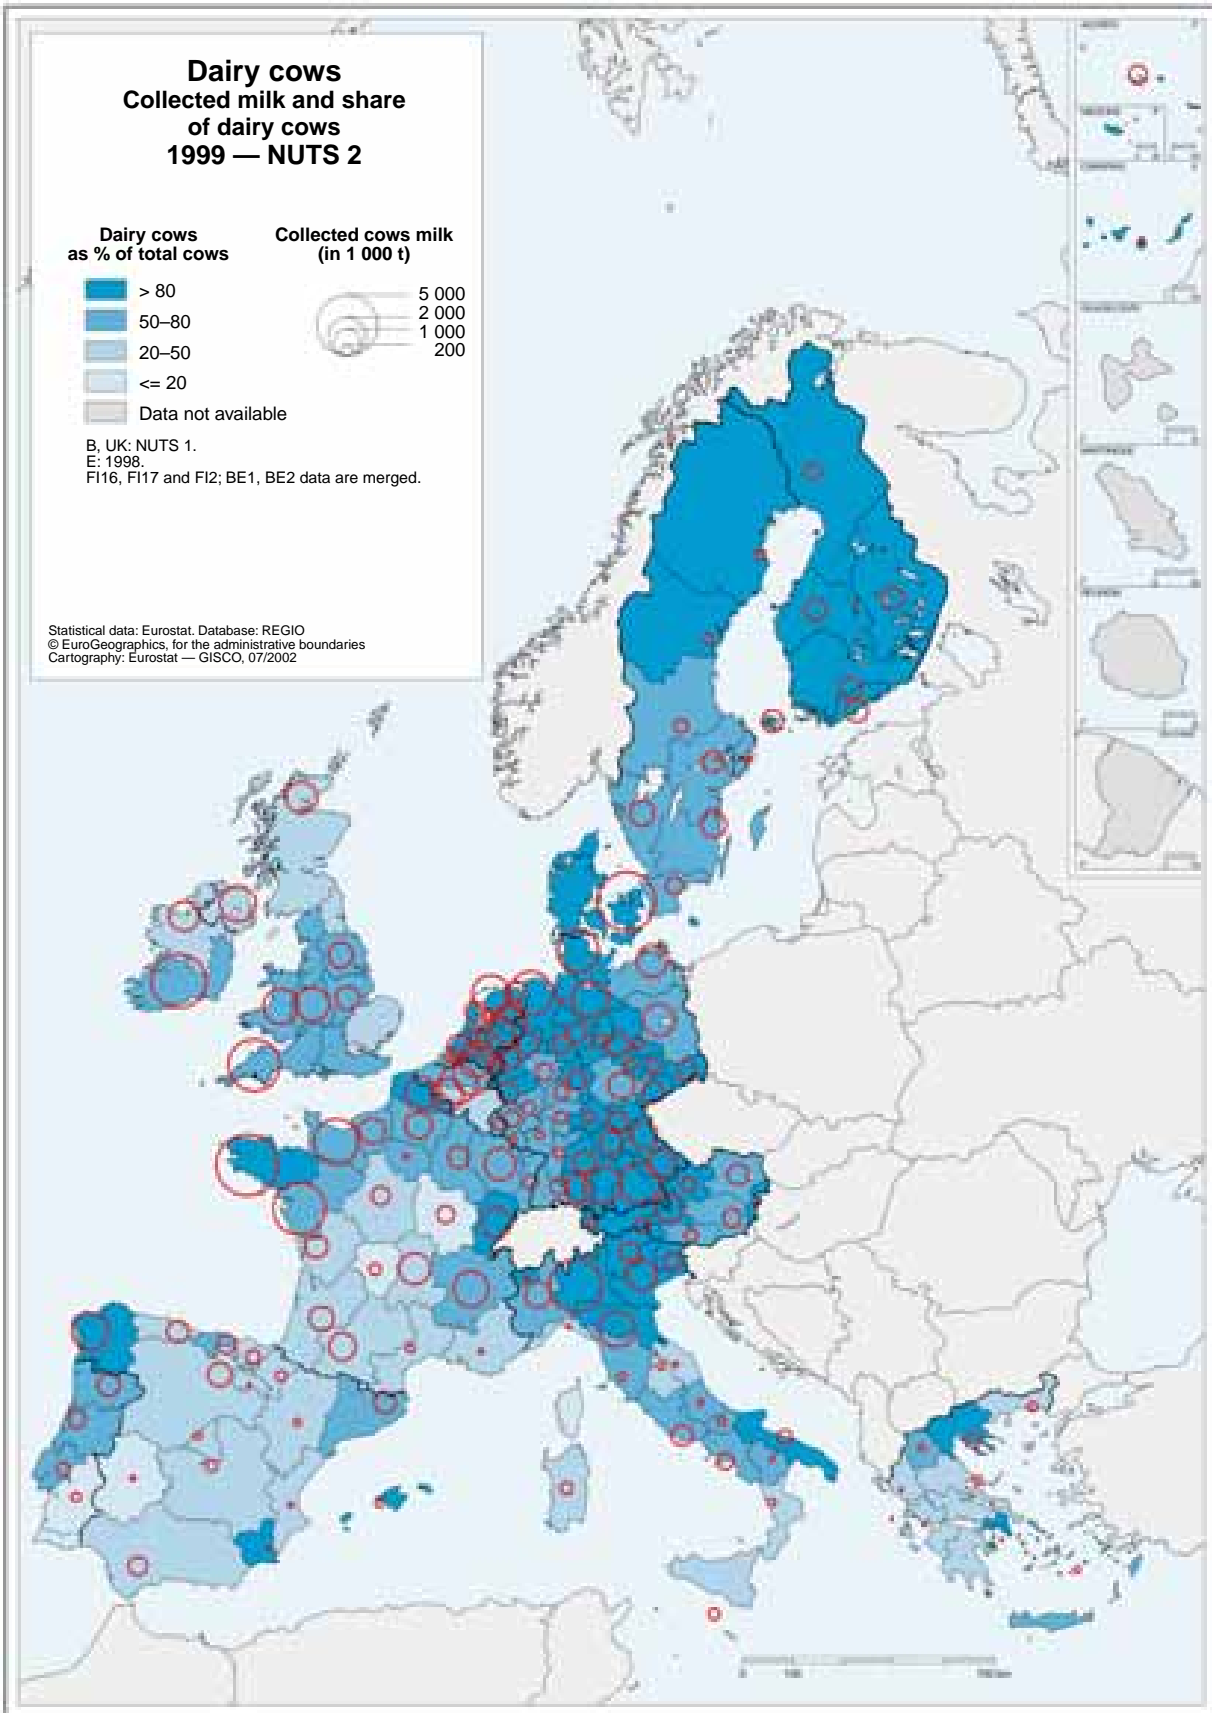 Dairy cows
Collected milk and share
of dairy cows
1999 — NUTS 2
Dairy cows
as % of total cows
> 80
50–80
20–50
<= 20
Data not available
Collected cows milk
(in 1 000 t)
5 000
2 000
1 000
200
B, UK: NUTS 1.
E: 1998.
FI16, FI17 and FI2; BE1, BE2 data are merged.
Statistical data: Eurostat. Database: REGIO
© EuroGeographics, for the administrative boundaries
Cartography: Eurostat — GISCO, 07/2002
0 100